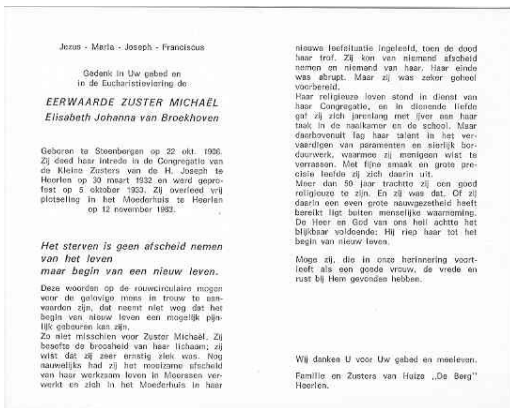 Jezus - Maria - Joseph - Franciscus
Gedenk in Uw gebed en
in de Eucharistieviering de
EERWAARDE ZUSTER MICHAËL
Elisabeth Johanna van Broekhoven
Geboren te Steenbergen op 22 okt. 1906.
Zij deed haar intrede in de Congregatie van
de Kleine Zusters van de H. Joseph te
Heerlen op 30 maart 1932 en werd geprofest
op 5 oktober 1933. Zij overleed vrij
plotseling in het Moederhuis te Heerlen
op 12 november 1983.
Het sterven is geen afscheid nemen
van het leven
maar begin van een nieuw leven.
Deze woorden op de rouwcirculaire mogen
voor de gelovige mens in trouw te aan-
vaarden zijn, dat neemt niet weg dat het
begin van nieuw leven een mogelijk pijn-
lijk gebeuren kan zijn.
Zo niet misschien voor Zuster Michaël. Zij
besefte de broosheid van haar lichaam; zij
wist dat zij zeer ernstig ziek was. Nog
nauwelijks had zij het moeizame afscheid
van haar werkzaam leven in Meerssen ver-
werkt en zich in het Moederhuis in haar
nieuwe leefsituatie ingeleefd, toen de dood
haar trof. Zij kon van niemand afscheid
nemen en niemand van haar. Haar einde
was abrupt. Maar zij was zeker geheel
voorbereid.
Haar religieuze leven stond in dienst van
haar Congregatie, en in dienende liefde
gaf zij zich jarenlang met ijver aan haar
taak in de naaikamer en de school. Maar
daarbovenuit lag haar talent in het ver-
vaardigen van paramenten en sierlijk bor-
duurwerk, waarmee zij menigeen wist te
verrassen. Met fijne smaak en grote pre-
cisie leefde zij zich daarin uit.
Meer dan 50 jaar trachtte zij een goed
religieuze te zijn. En zij was dat. Of zij
daarin een even grote nauwgezetheid heeft
bereikt ligt buiten menselijke waarneming.
De Heer en God van ons heil achtte het
blijkbaar voldoende: Hij riep haar tot het
begin van nieuw leven.
Moge zij, die in onze herinnering voort-
leeft als een goede vrouw, de vrede en
rust bij Hem gevonden hebben.
Wij danken U voor Uw gebed en meeleven.
Familie en Zusters van Huize „De Berg"
Heerlen.